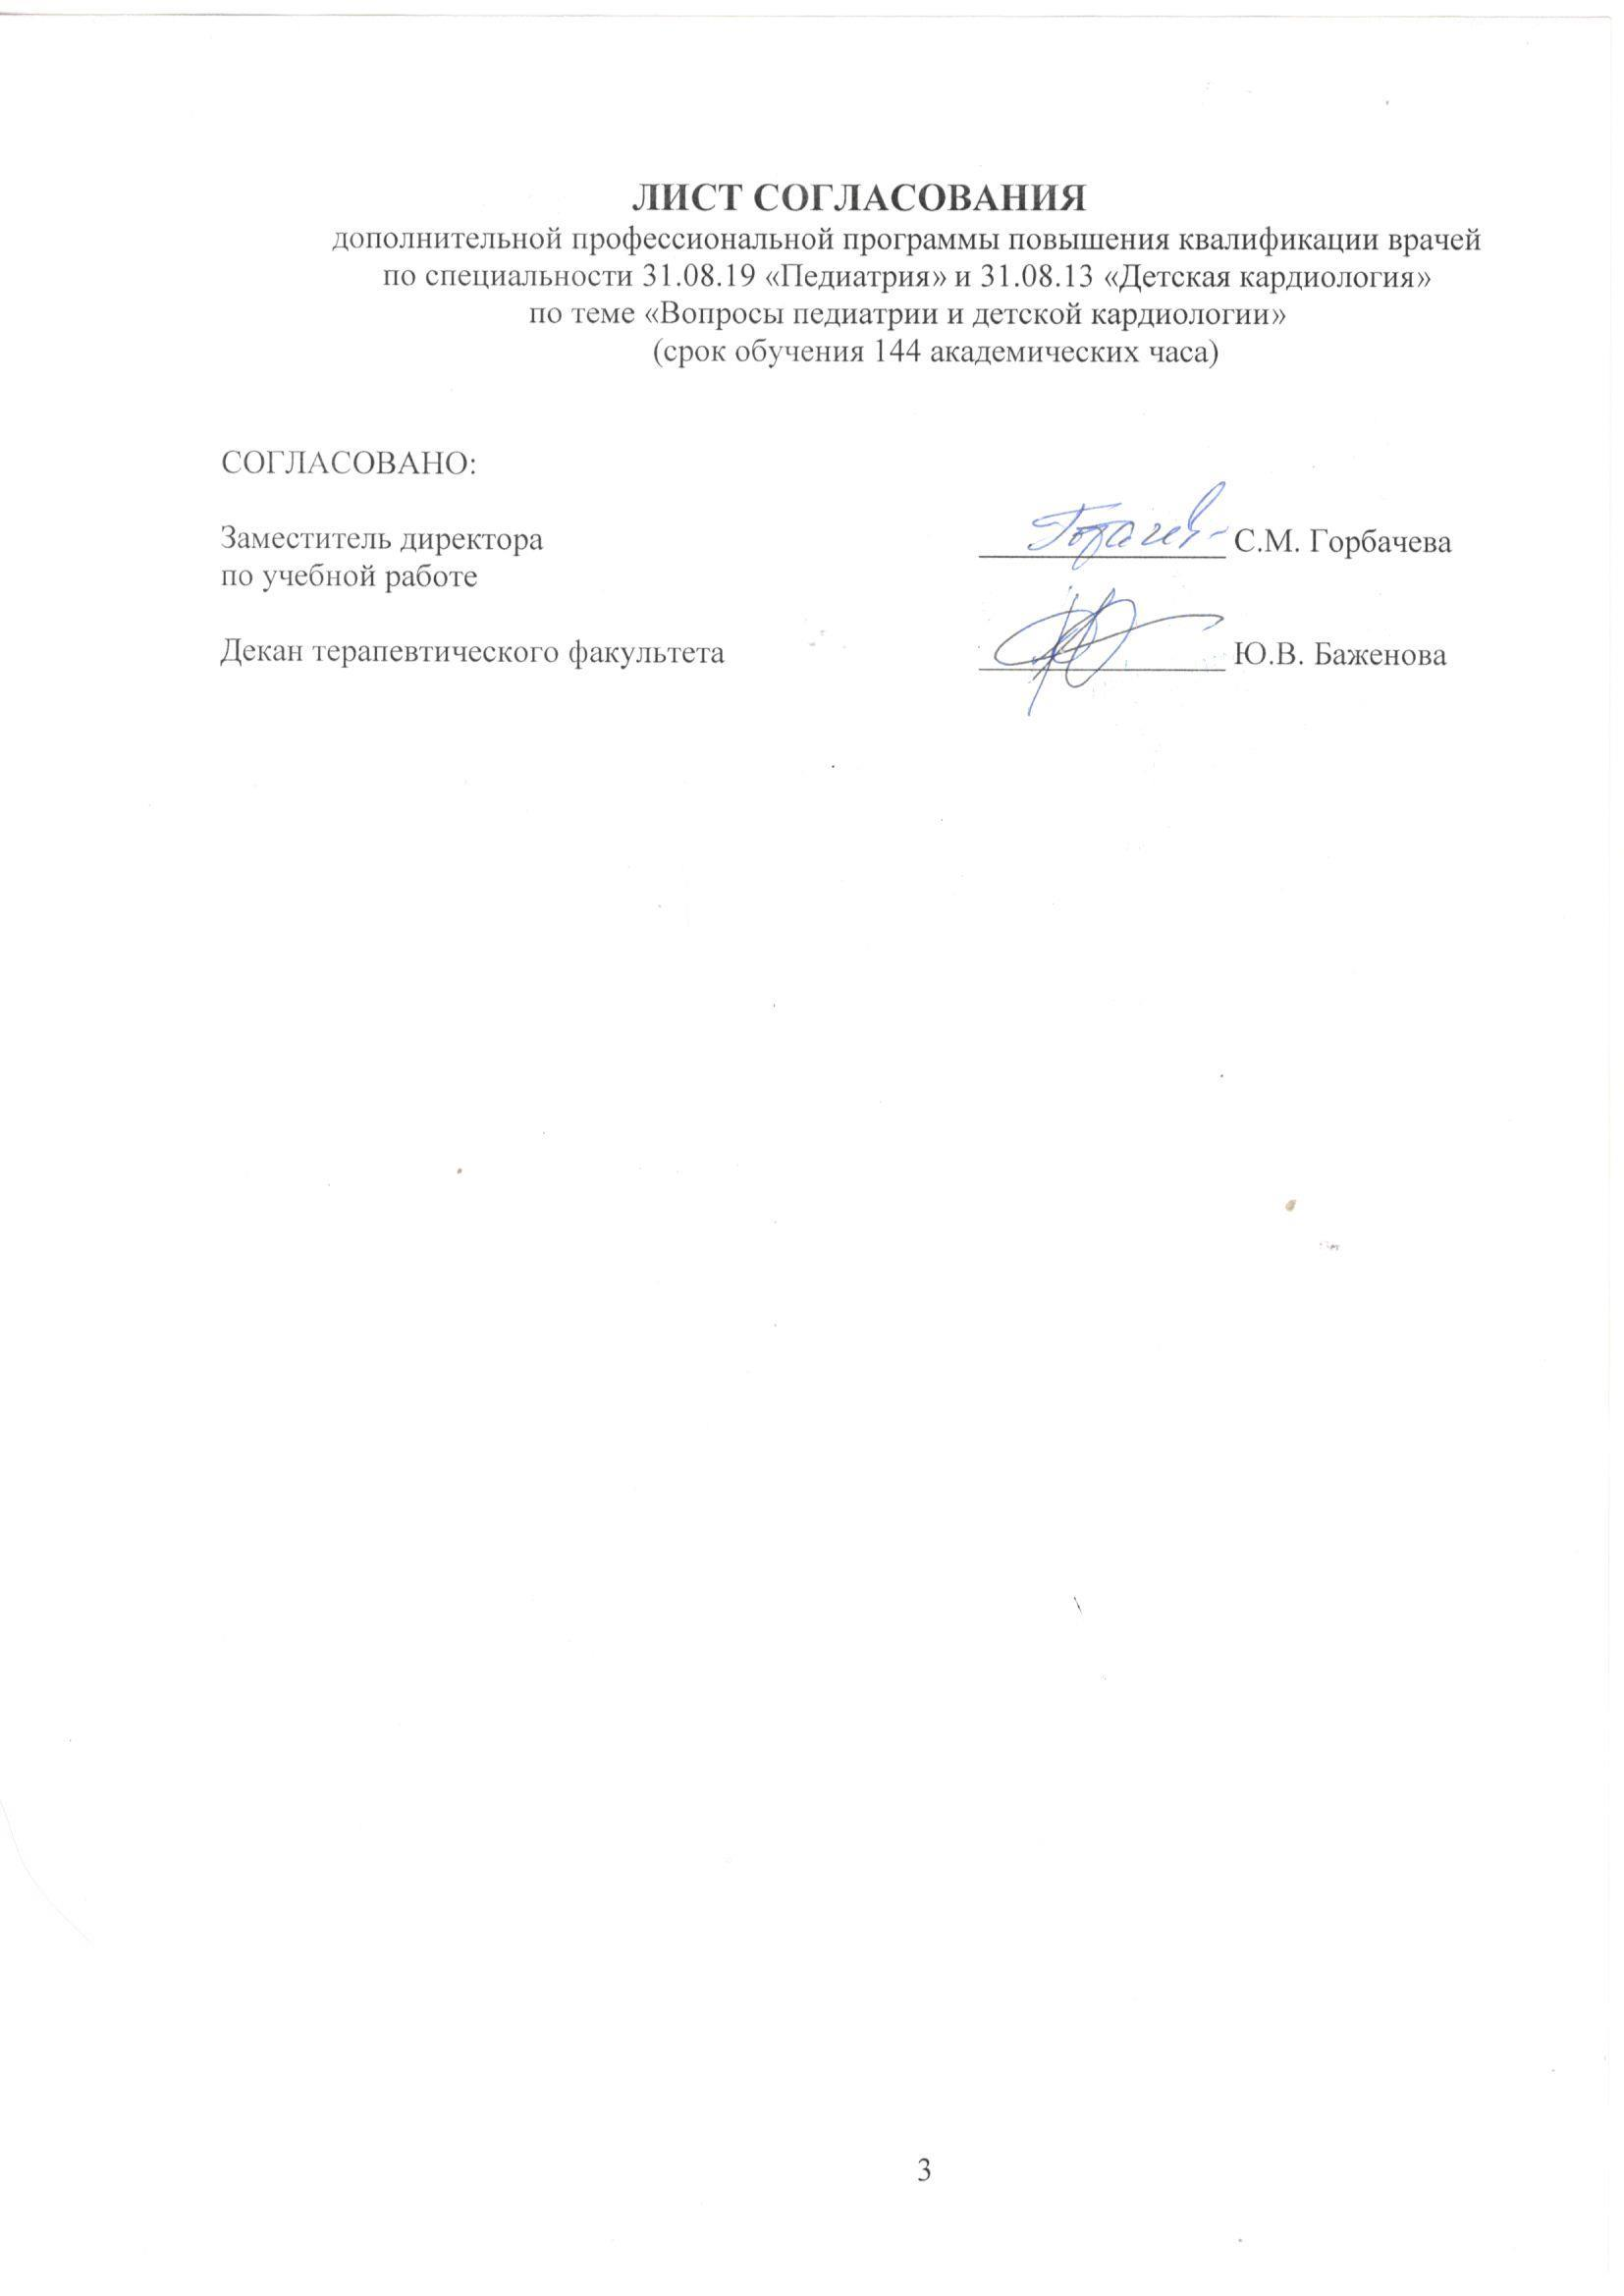 ЛИСТ СОГЛАСОВАНИЯ
дополнительной профессиональной программы повышения квалификации врачей
по специальности 31.08.19 «Педиатрия» и 31.08.13 «Детская кардиология»
по теме «Вопросы педиатрии и детской кардиологии»
(срок обучения 144 академических часа)
СОГЛАСОВАНО:
Заместитель директора С.М. Горбачева
по учебной работе
Декан терапевтического факультета Ю.В. Баженова
3